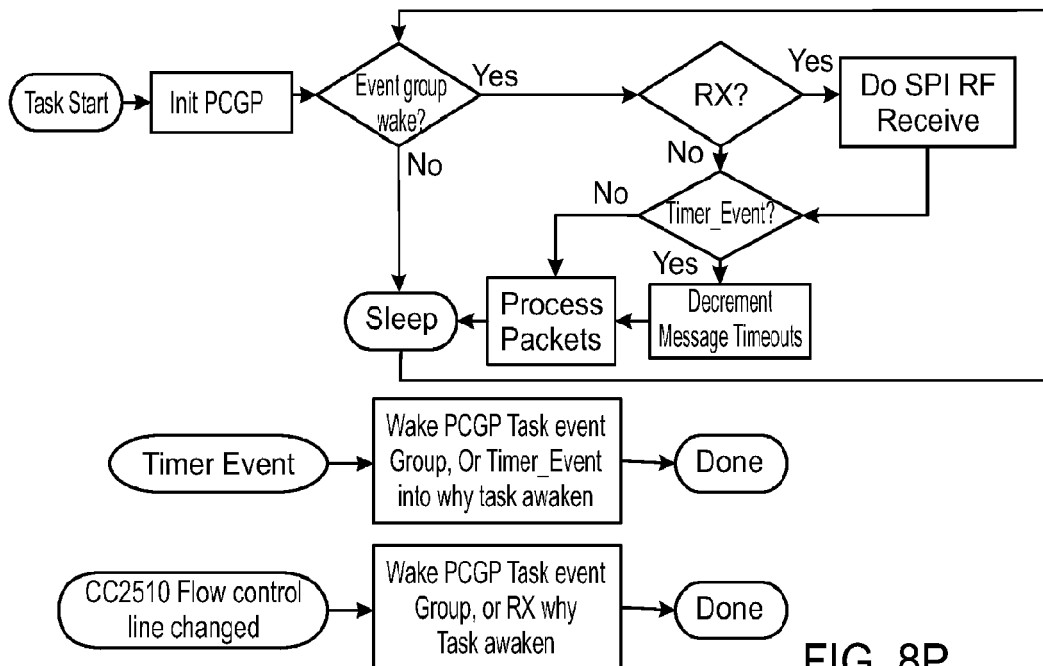 Task Start
Init PCGP
Event group
wake?
Yes
No
RX?
Yes
No
Do SPI RF
Receive
Timer_Event?
No
Yes
Decrement
Message Timeouts
Process
Packets
Sleep
Timer Event
Wake PCGP Task event
Group, Or Timer_Event
into why task awaken
Done
CC2510 Flow control
line changed
Wake PCGP Task event
Group, or RX why
Task awaken
Done
FIG. 8P